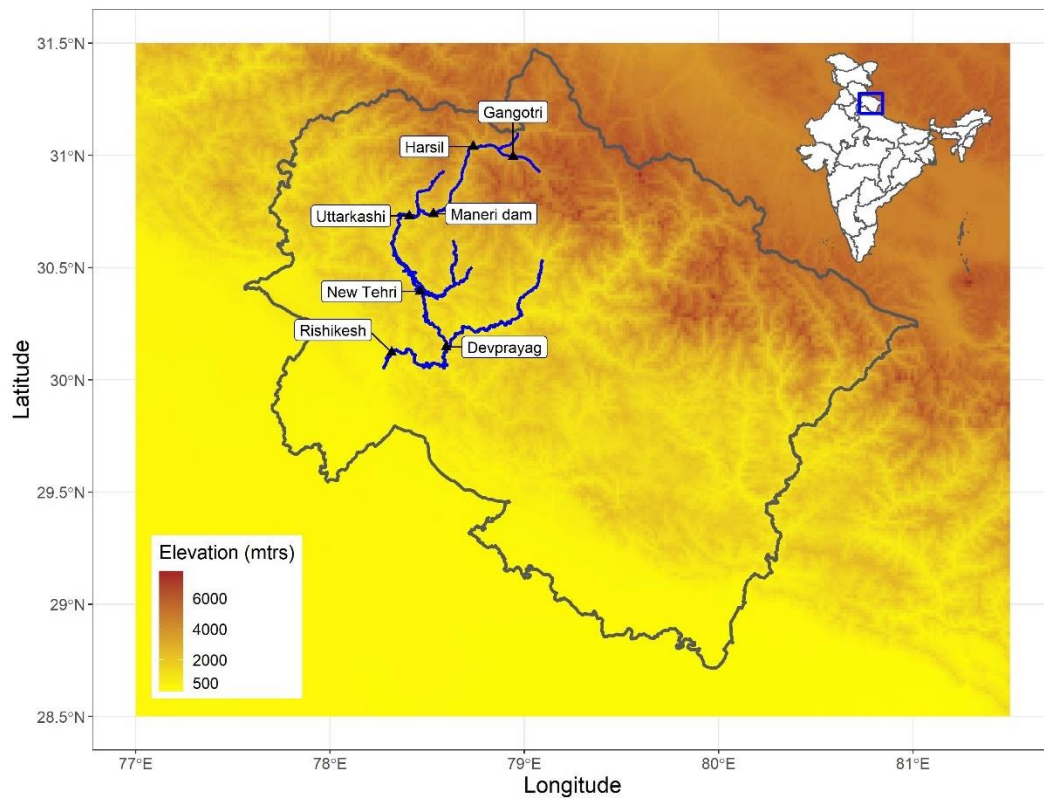 31.5°N
31°N
30.5°N
30°N
29.5°N
29°N
28.5°N
Latitude
Gangotri
Harsil
Uttarkashi
Maneri dam
New Tehri
Rishikesh
Devprayag
Elevation (mtrs)
6000
4000
2000
500
77°E
78°E
79°E
80°E
81°E
Longitude